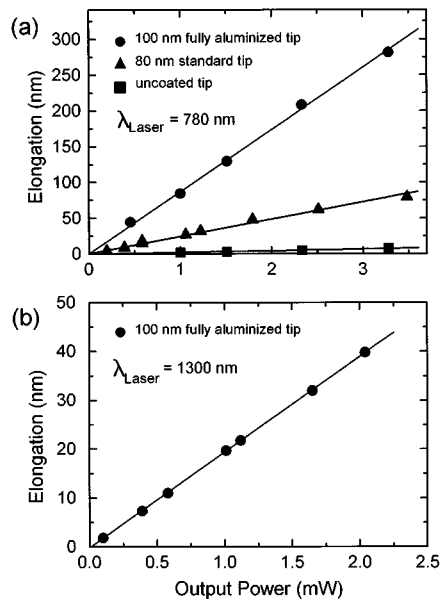 (a)
300
250
200
150
100
50
0
Elongation (nm)
100 nm fully aluminized tip
80 nm standard tip
uncoated tip
λLaser = 780 nm
0 1 2 3
(b)
50
40
30
20
10
0
Elongation (nm)
100 nm fully aluminized tip
λLaser = 1300 nm
0.0 0.5 1.0 1.5 2.0 2.5
Output Power (mW)